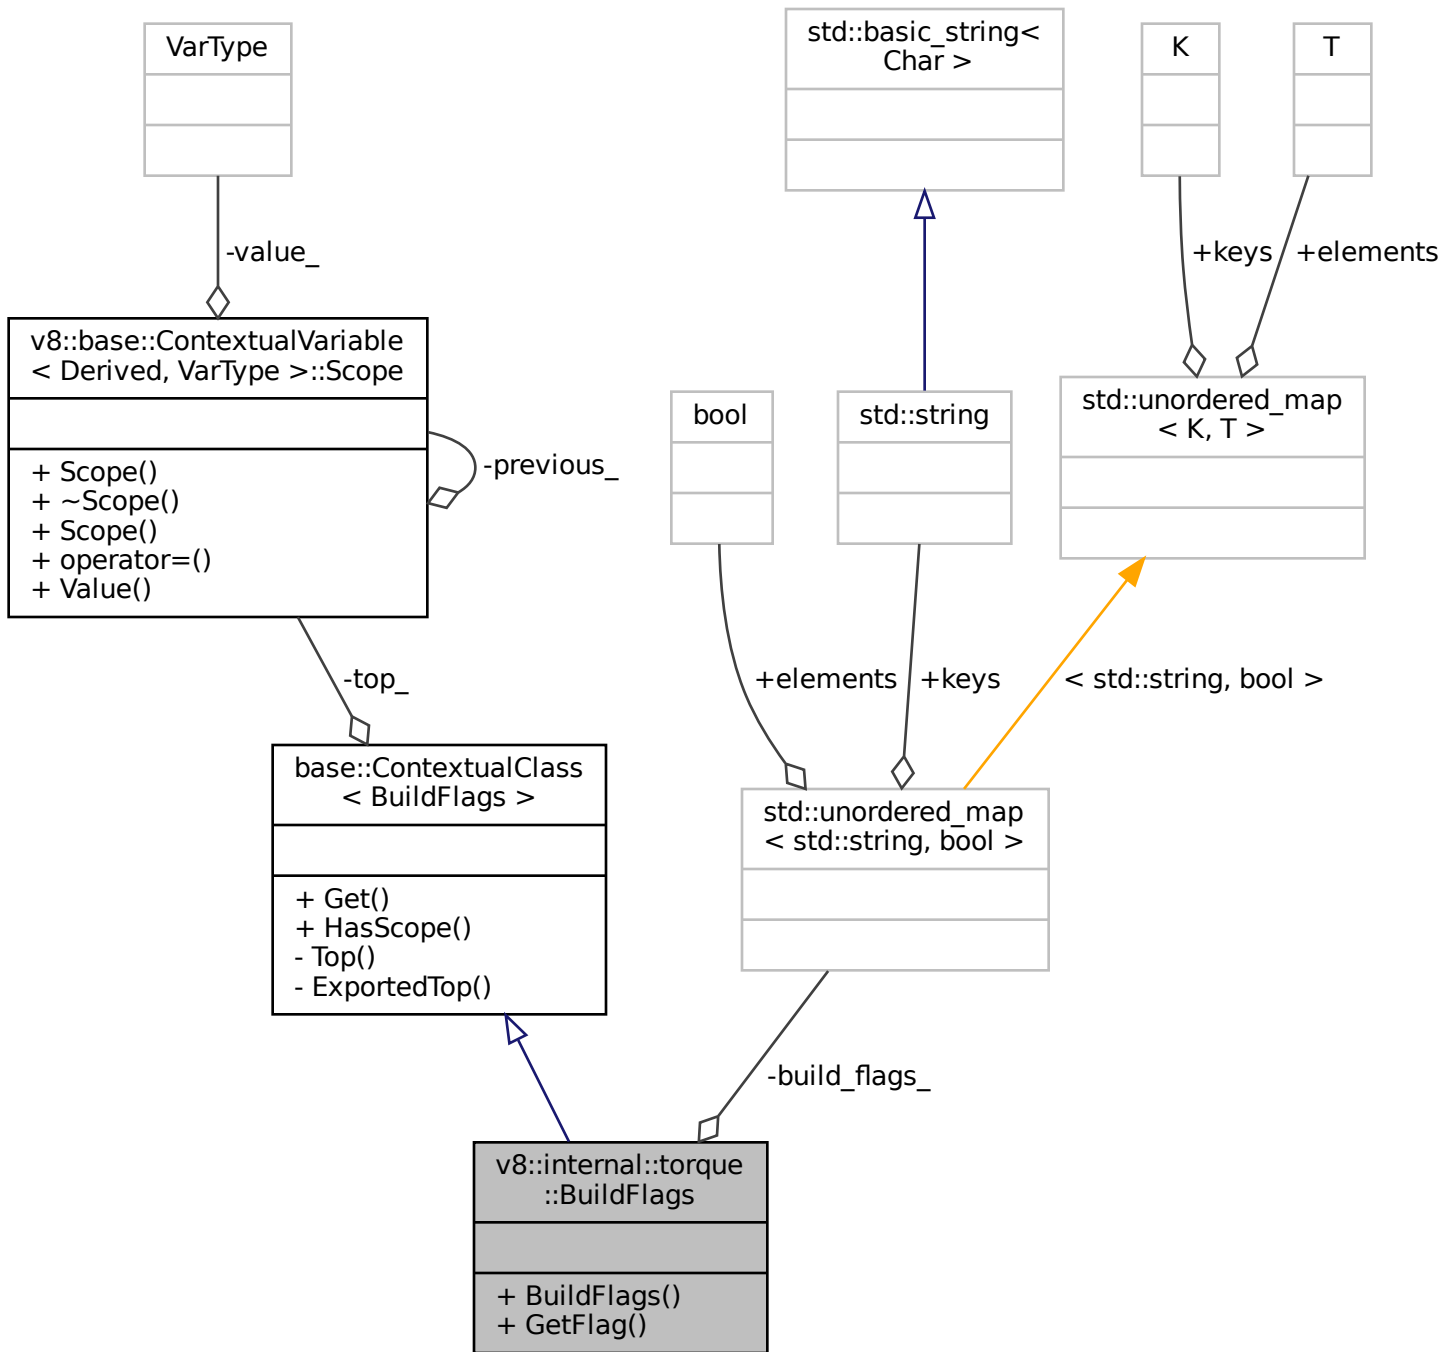 VarType
std::basic_string<
Char >
K
T
-value_
+keys
+elements
v8::base::ContextualVariable
< Derived, VarType >::Scope
+ Scope()
+ ~Scope()
+ Scope()
+ operator=()
+ Value()
-previous_
bool
std::string
std::unordered_map
< K, T >
-top_
+elements
+keys
< std::string, bool >
base::ContextualClass
< BuildFlags >
+ Get()
+ HasScope()
- Top()
- ExportedTop()
std::unordered_map
< std::string, bool >
-build_flags_
v8::internal::torque
::BuildFlags
+ BuildFlags()
+ GetFlag()